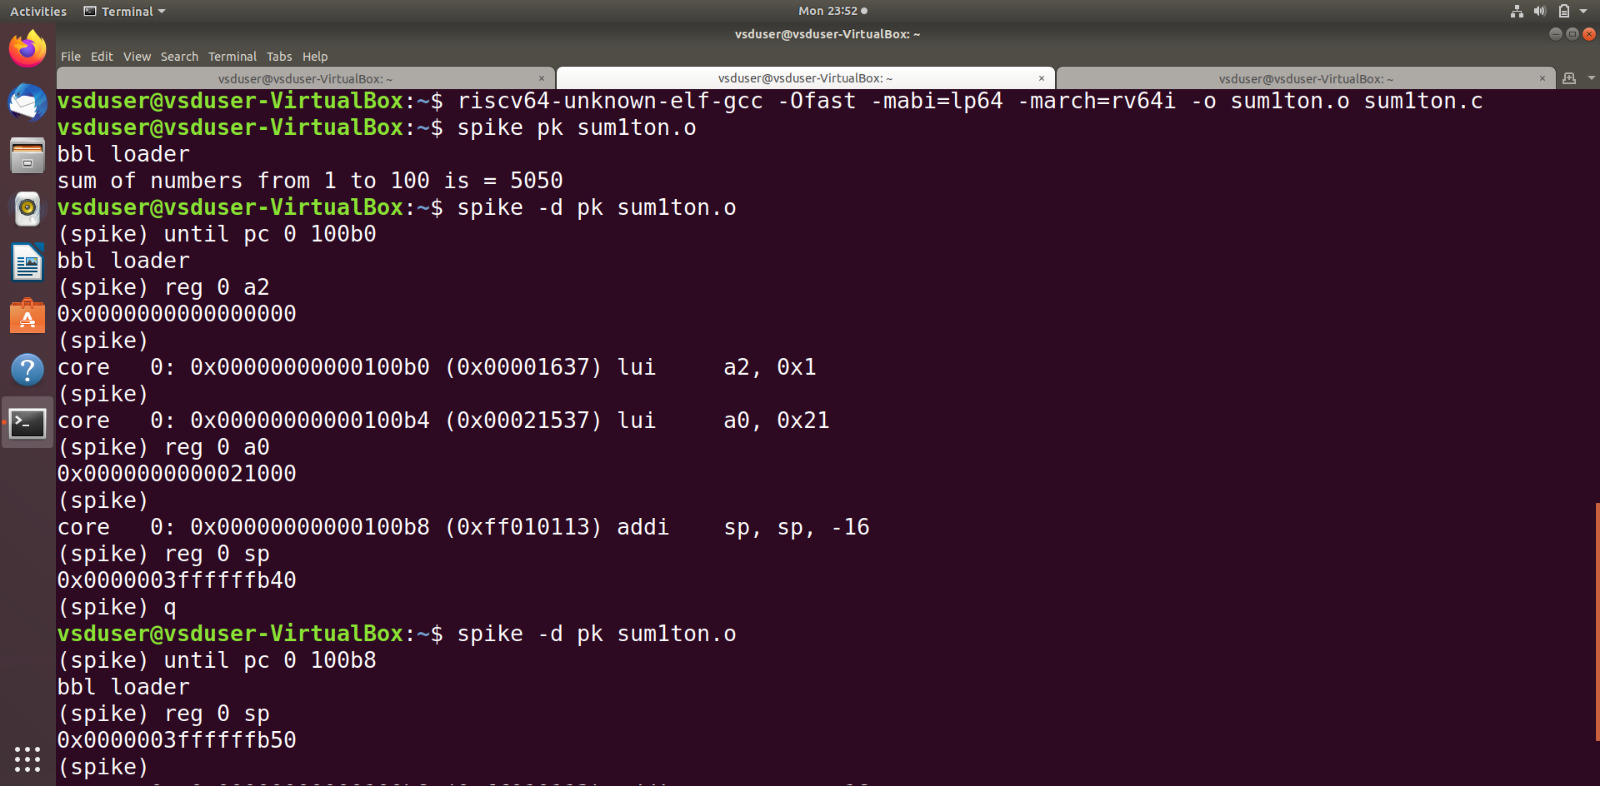 Activities Terminal Mon 23:52
vsduser@vsduser-VirtualBox: ~
File Edit View Search Terminal Tabs Help
vsduser@vsduser-VirtualBox: ~ × vsduser@vsduser-VirtualBox: ~ × vsduser@vsduser-VirtualBox: ~ ×
vsduser@vsduser-VirtualBox:~$ riscv64-unknown-elf-gcc -Ofast -mabi=lp64 -march=rv64i -o sum1ton.o sum1ton.c
vsduser@vsduser-VirtualBox:~$ spike pk sum1ton.o
bbl loader
sum of numbers from 1 to 100 is = 5050
vsduser@vsduser-VirtualBox:~$ spike -d pk sum1ton.o
(spike) until pc 0 100b0
bbl loader
(spike) reg 0 a2
0x0000000000000000
(spike)
core   0: 0x00000000000100b0 (0x00001637) lui     a2, 0x1
(spike)
core   0: 0x00000000000100b4 (0x00021537) lui     a0, 0x21
(spike) reg 0 a0
0x0000000000021000
(spike)
core   0: 0x00000000000100b8 (0xff010113) addi    sp, sp, -16
(spike) reg 0 sp
0x0000003ffffffb40
(spike) q
vsduser@vsduser-VirtualBox:~$ spike -d pk sum1ton.o
(spike) until pc 0 100b8
bbl loader
(spike) reg 0 sp
0x0000003ffffffb50
(spike)